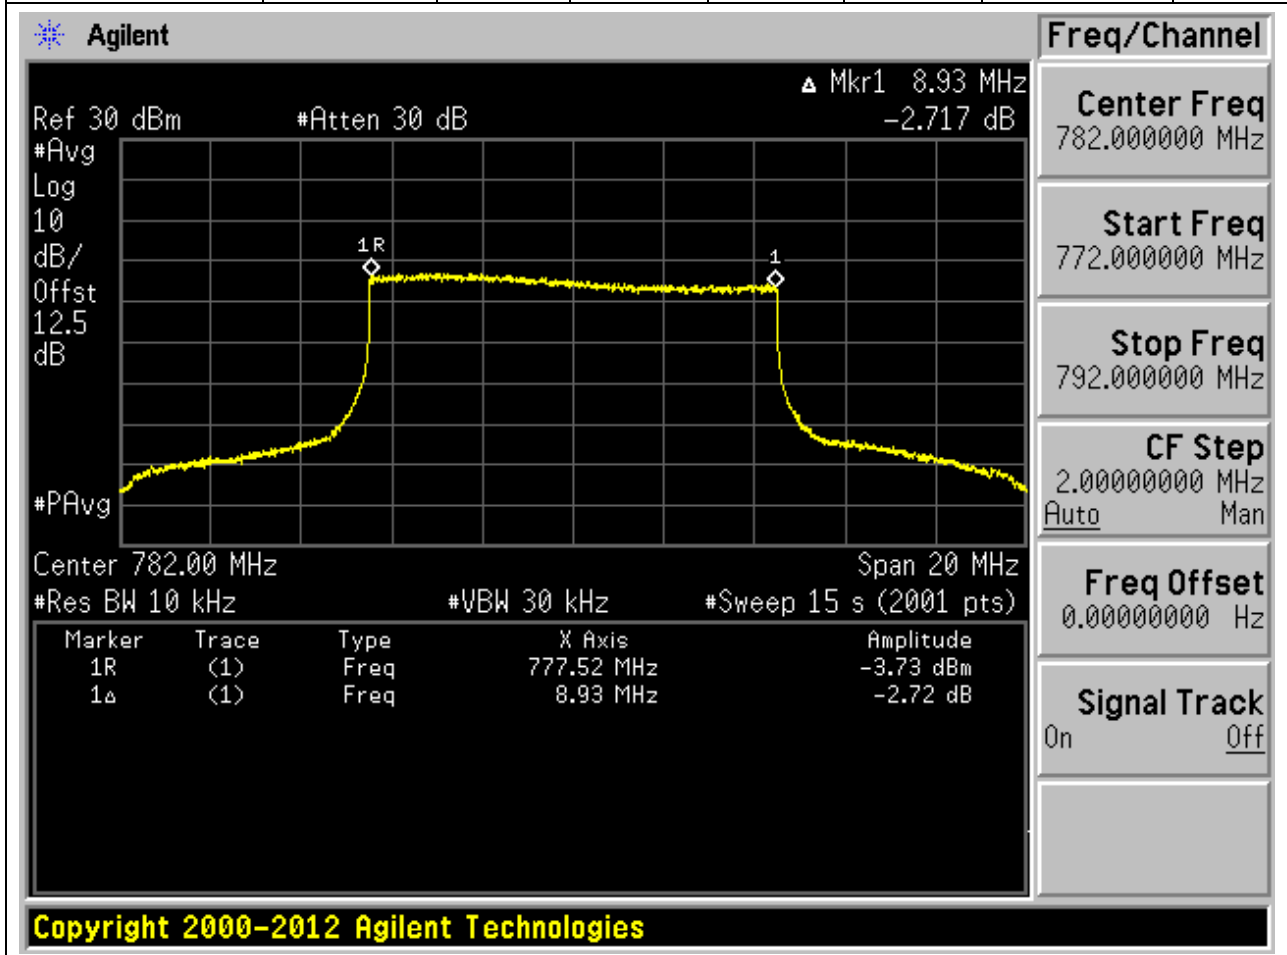 Agilent
Freq/Channel
Δ Mkr1 8.93 MHz
Ref 30 dBm #Atten 30 dB -2.717 dB
#Avg
Log
10
dB/
Offst
12.5
dB
1R
1
#PAvg
Center 782.00 MHz Span 20 MHz
#Res BW 10 kHz #VBW 30 kHz #Sweep 15 s (2001 pts)
Marker Trace Type X Axis Amplitude
1R (1) Freq 777.52 MHz -3.73 dBm
1Δ (1) Freq 8.93 MHz -2.72 dB
Center Freq
782.000000 MHz
Start Freq
772.000000 MHz
Stop Freq
792.000000 MHz
CF Step
2.00000000 MHz
Auto Man
Freq Offset
0.00000000 Hz
Signal Track
On Off
Copyright 2000-2012 Agilent Technologies